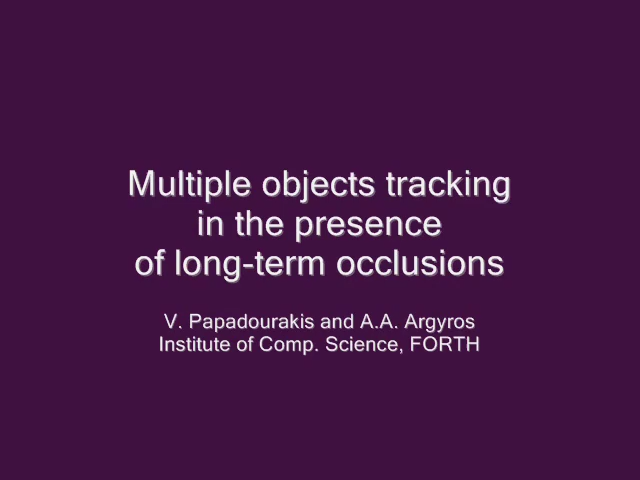 Multiple objects tracking
in the presence
of long-term occlusions
V. Papadourakis and A.A. Argyros
Institute of Comp. Science, FORTH